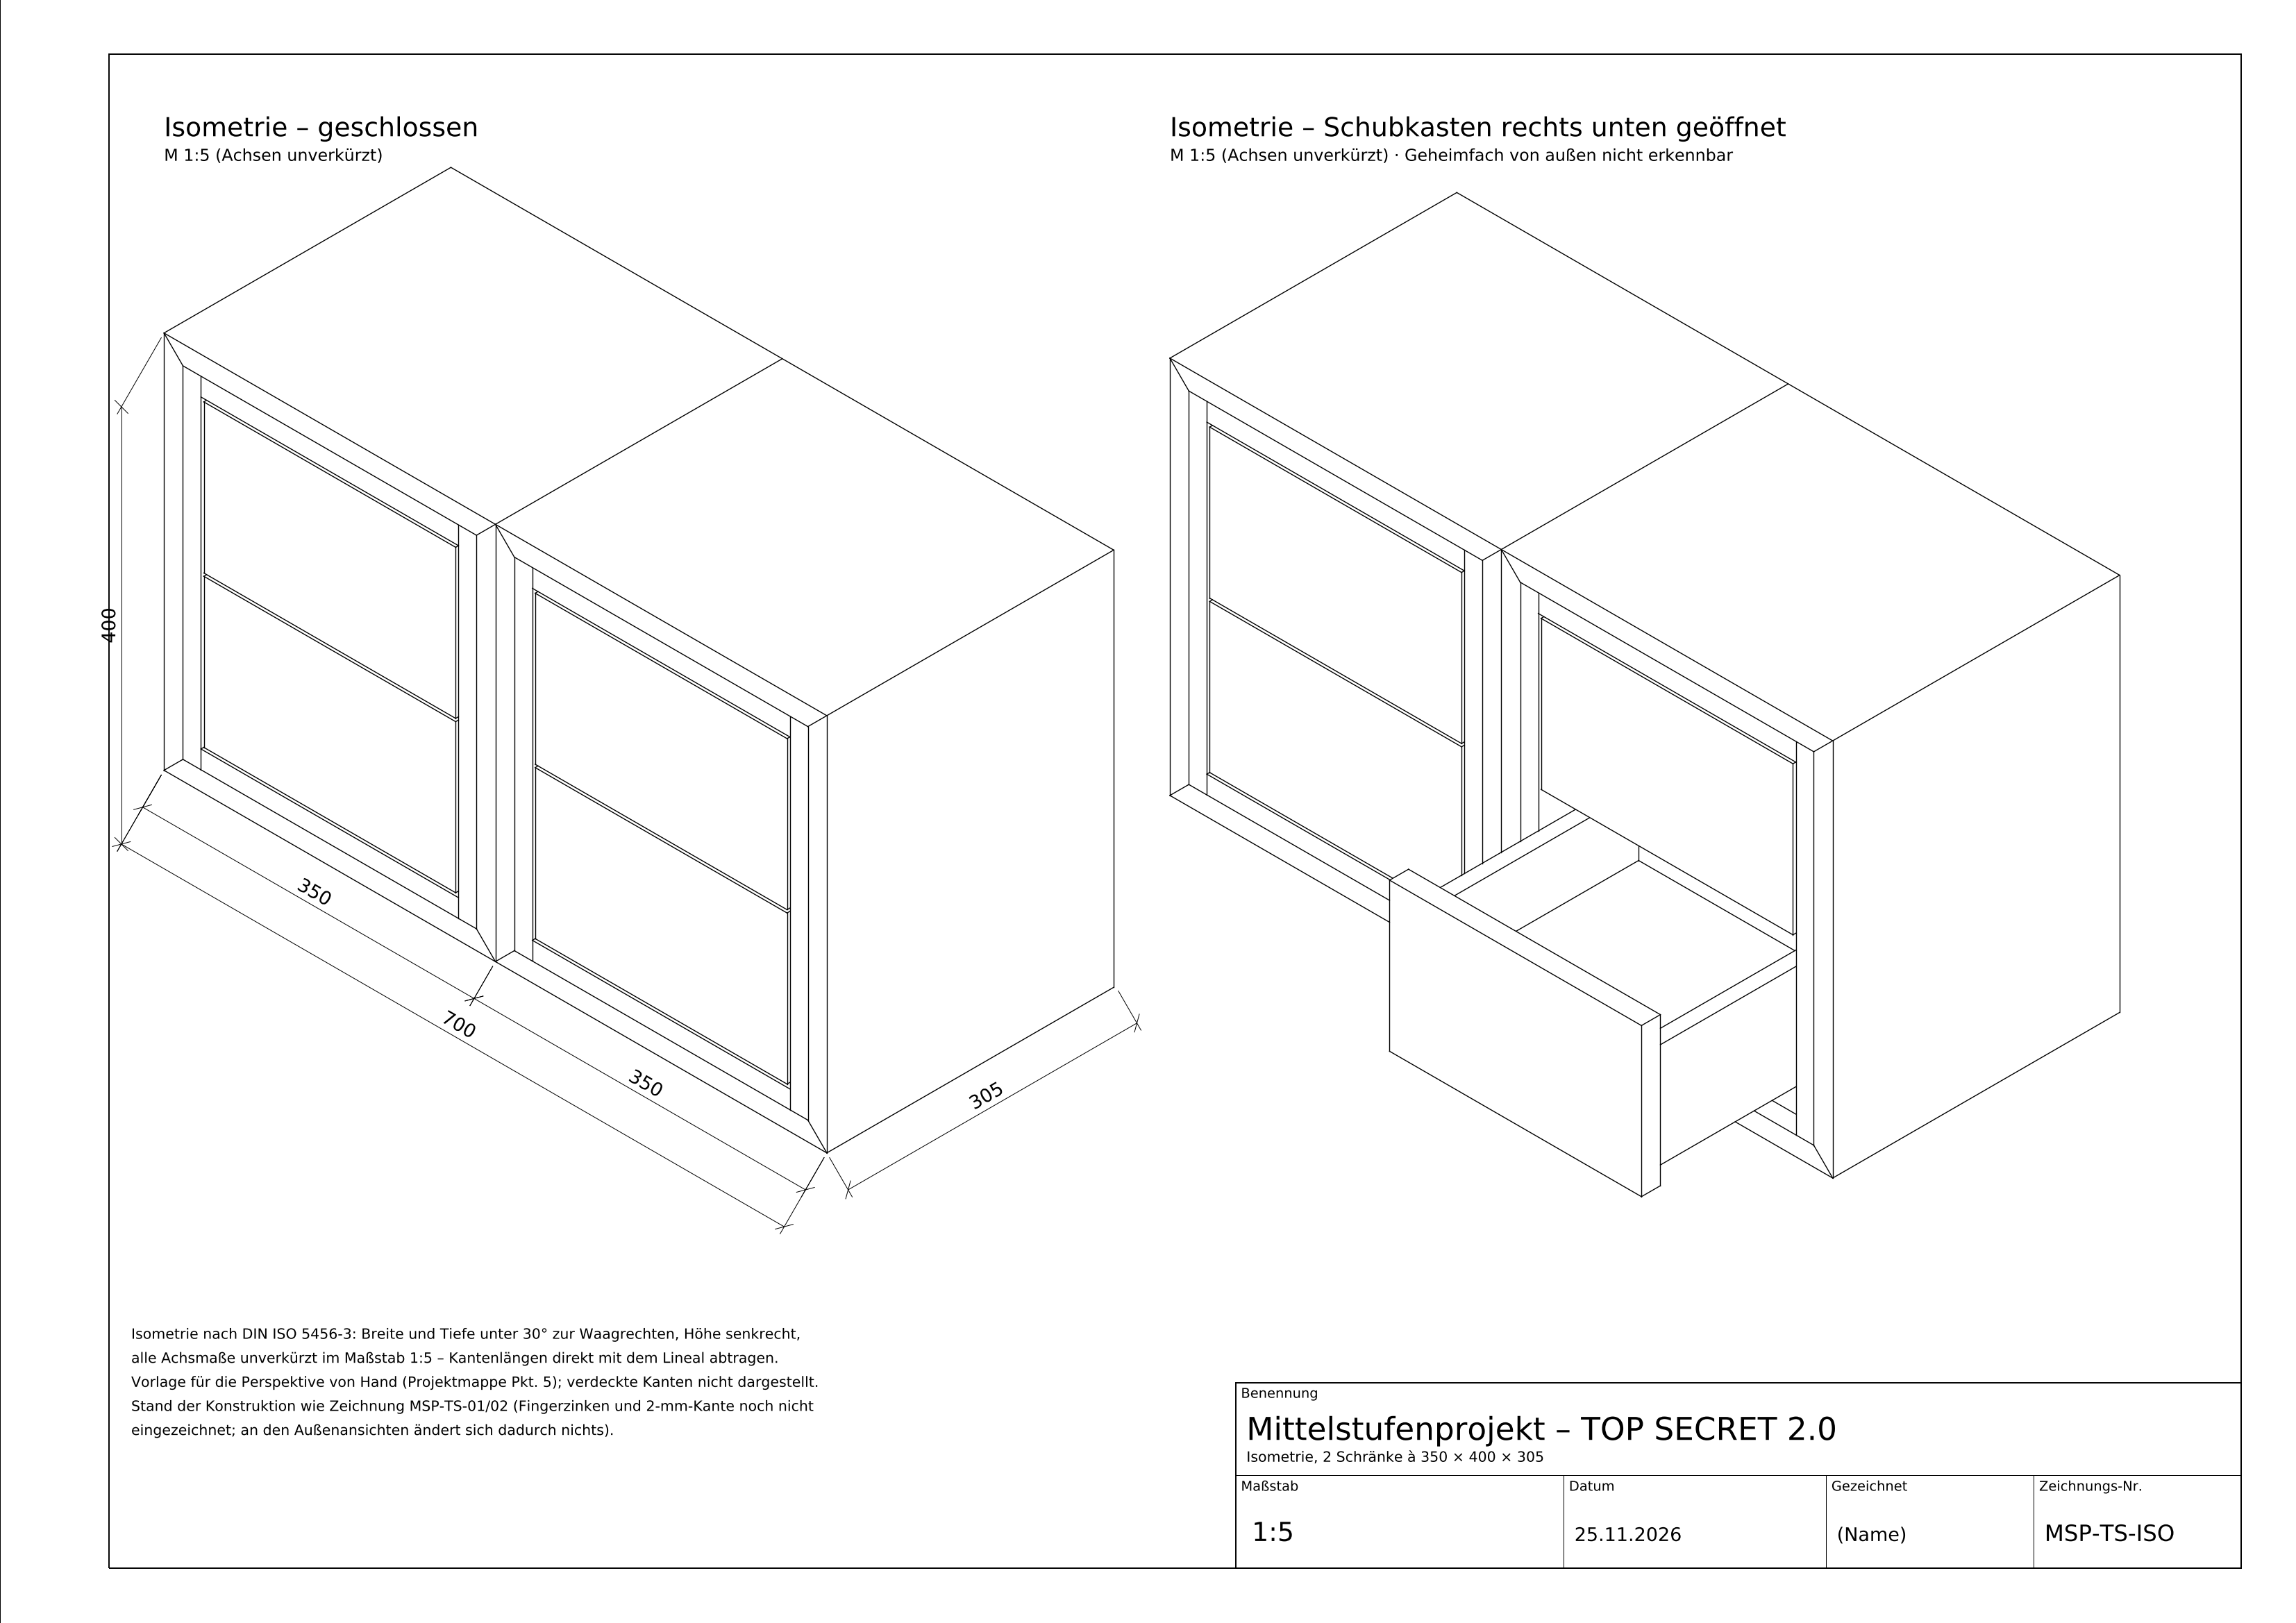 Isometrie – geschlossen
M 1:5 (Achsen unverkürzt)
Isometrie – Schubkasten rechts unten geöffnet
M 1:5 (Achsen unverkürzt) · Geheimfach von außen nicht erkennbar
400
350
700
350
305
Isometrie nach DIN ISO 5456-3: Breite und Tiefe unter 30° zur Waagrechten, Höhe senkrecht,
alle Achsmaße unverkürzt im Maßstab 1:5 – Kantenlängen direkt mit dem Lineal abtragen.
Vorlage für die Perspektive von Hand (Projektmappe Pkt. 5); verdeckte Kanten nicht dargestellt.
Stand der Konstruktion wie Zeichnung MSP-TS-01/02 (Fingerzinken und 2-mm-Kante noch nicht
eingezeichnet; an den Außenansichten ändert sich dadurch nichts).
Benennung
Mittelstufenprojekt – TOP SECRET 2.0
Isometrie, 2 Schränke à 350 × 400 × 305
Maßstab
1:5
Datum
25.11.2026
Gezeichnet
(Name)
Zeichnungs-Nr.
MSP-TS-ISO